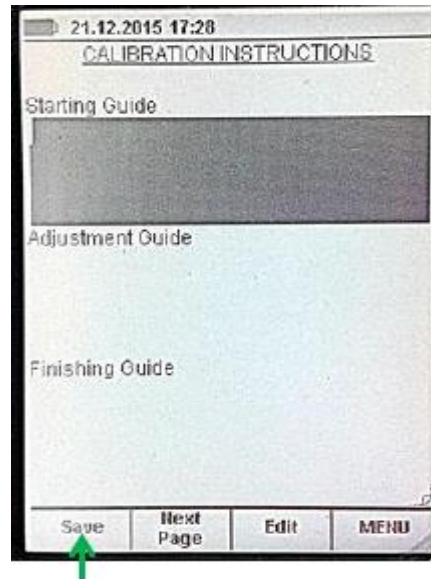 21.12.2015 17:28
CALIBRATION INSTRUCTIONS
Starting Guide
Adjustment Guide
Finishing Guide
Save
Next
Page
Edit
MENU